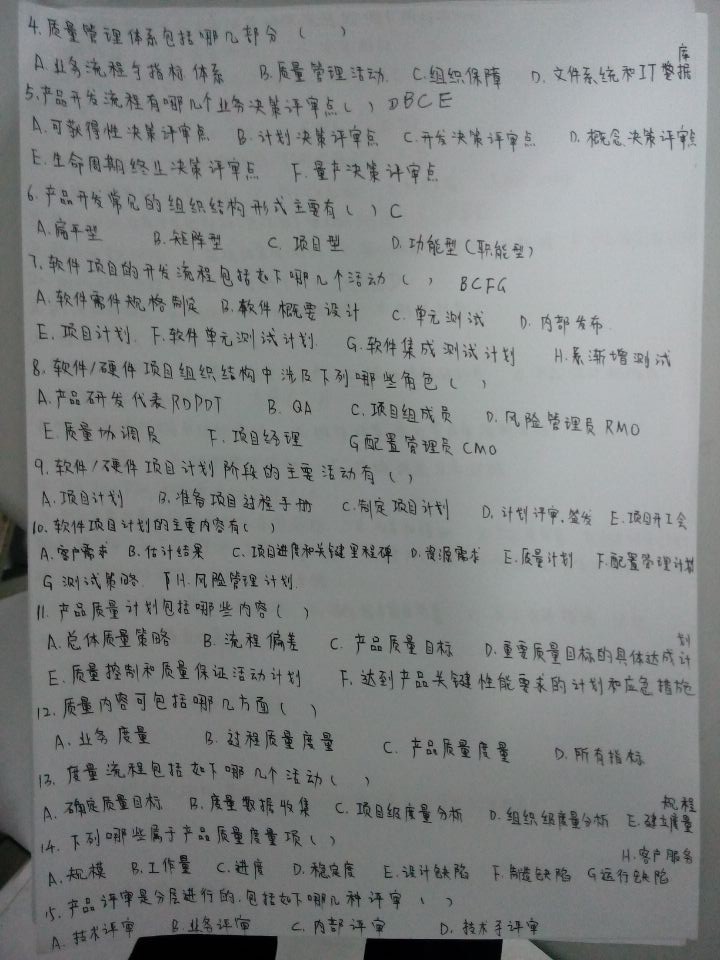 4.质量管理体系包括哪几部分（ ）
A.业务流程与指标体系 B.质量管理活动 C.组织保障 D.文件系统和IT数据库
5.产品开发流程有哪几个业务决策评审点（ ）DBCE
A.可获得性决策评审点 B.计划决策评审点 C.开发决策评审点 D.概念决策评审点
E.生命周期终止决策评审点 F.量产决策评审点
6.产品开发常见的组织结构形式主要有（ ）C
A.扁平型 B.矩阵型 C.项目型 D.功能型（职能型）
7.软件项目的开发流程包括如下哪几个活动（ ） BCFG
A.软件需件规格制定 B.软件概要设计 C.单元测试 D.内部发布.
E.项目计划. F.软件单元测试计划. G.软件集成测试计划 H.系渐增测试
8.软件/硬件项目组织结构中涉及下列哪些角色（ ）
A.产品研发代表RDPDT B.QA C.项目组成员 D.风险管理员RMO
E.质量协调员 F.项目经理 G配置管理员CMO
9.软件/硬件项目计划阶段的主要活动有（ ）
A.项目计划 B.准备项目过程手册 C.制定项目计划 D.计划评审.签发 E.项目开工会
10.软件项目计划的主要内容有（ ）
A.客户需求 B.估计结果 C.项目进度和关键里程碑 D.资源需求 E.质量计划 F.配置管理计划
G测试策略 H.风险管理计划.
11.产品质量计划包括哪些内容（ ）
A.总体质量策略 B.流程偏差 C.产品质量目标 D.重要质量目标的具体达成计划
E.质量控制和质量保证活动计划 F.达到产品关键性能要求的计划和应急措施
12.质量内容可包括哪几方面（ ）
A.业务度量 B.过程质量度量 C.产品质量度量 D.所有指标
13.度量流程包括如下哪几个活动（ ）
A.确定质量目标 B.度量数据收集 C.项目级度量分析 D.组织级度量分析 E.建立度量规程
14.下列哪些属于产品质量度量项（ ）
A.规模 B.工作量 C.进度 D.稳定度 E.设计缺陷 F.制造缺陷 G运行缺陷 H.客户服务
15.产品评审是分层进行的.包括如下哪几种评审（ ）
A.技术评审 B.业务评审 C.内部评审 D.技术子评审